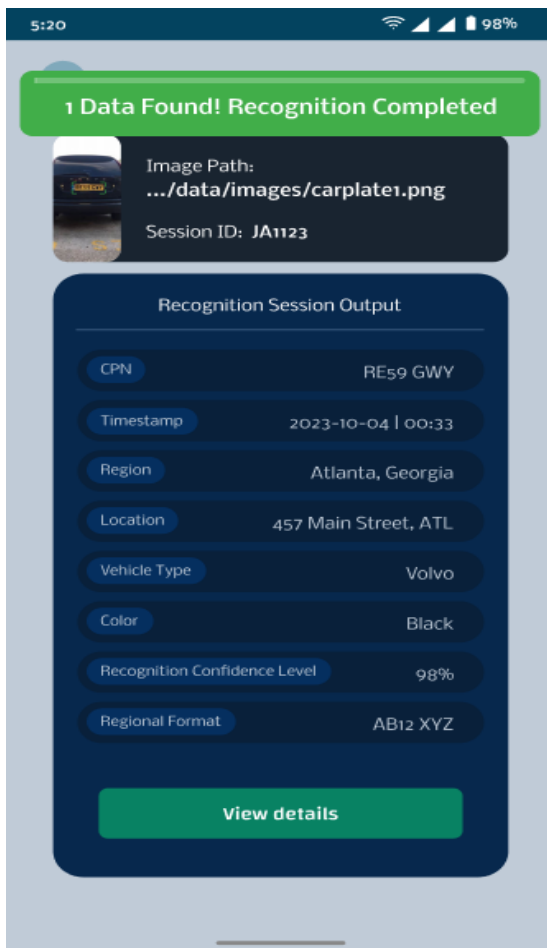 5:20
98%
1 Data Found! Recognition Completed
Image Path:
.../data/images/carplate1.png
Session ID: JA1123
Recognition Session Output
CPN RE59 GWY
Timestamp 2023-10-04 | 00:33
Region Atlanta, Georgia
Location 457 Main Street, ATL
Vehicle Type Volvo
Color Black
Recognition Confidence Level 98%
Regional Format AB12 XYZ
View details